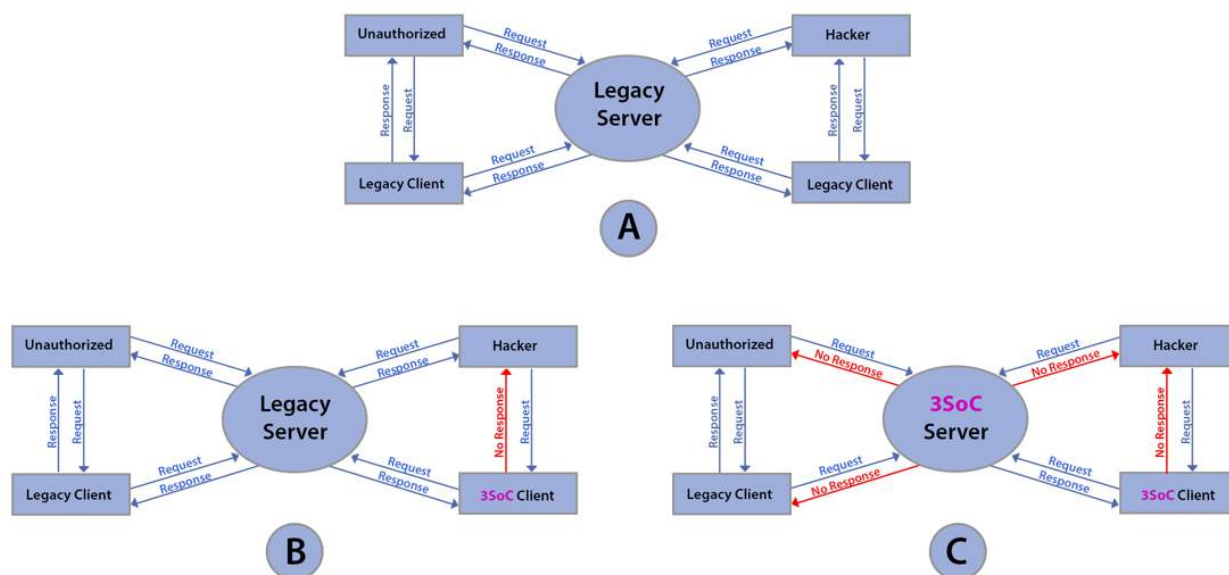 Unauthorized
Request
Response
Request
Response
Hacker
Legacy
Server
Response
Request
Response
Request
Legacy Client
Request
Response
Request
Response
Legacy Client
A
Unauthorized
Request
Response
Request
Response
Hacker
Legacy
Server
Response
Request
No Response
Request
Legacy Client
Request
Response
Request
Response
3SoC Client
B
Unauthorized
Request
No Response
Request
No Response
Hacker
3SoC
Server
Response
Request
No Response
Request
Legacy Client
Request
No Response
Request
Response
3SoC Client
C